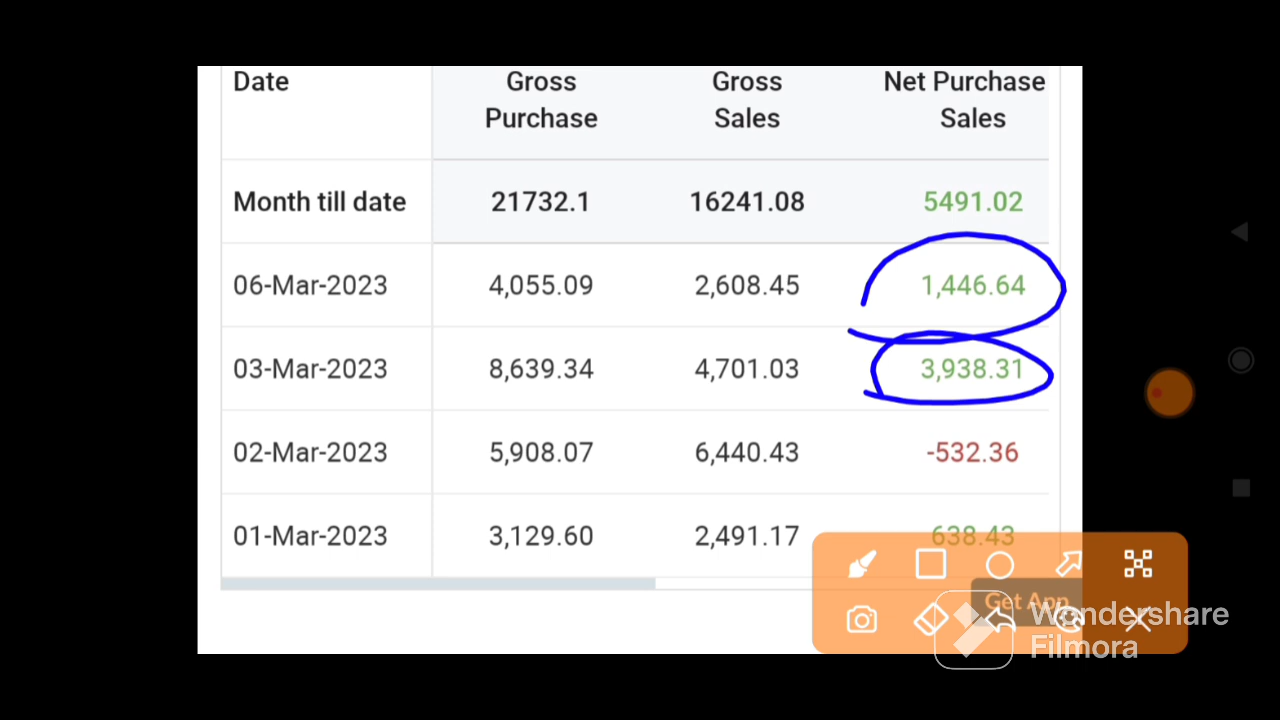 Date Gross Gross Net Purchase
Purchase Sales Sales
Month till date 21732.1 16241.08 5491.02
06-Mar-2023 4,055.09 2,608.45 1,446.64
03-Mar-2023 8,639.34 4,701.03 3,938.31
02-Mar-2023 5,908.07 6,440.43 -532.36
01-Mar-2023 3,129.60 2,491.17 638.43
Get App
Wondershare
Filmora